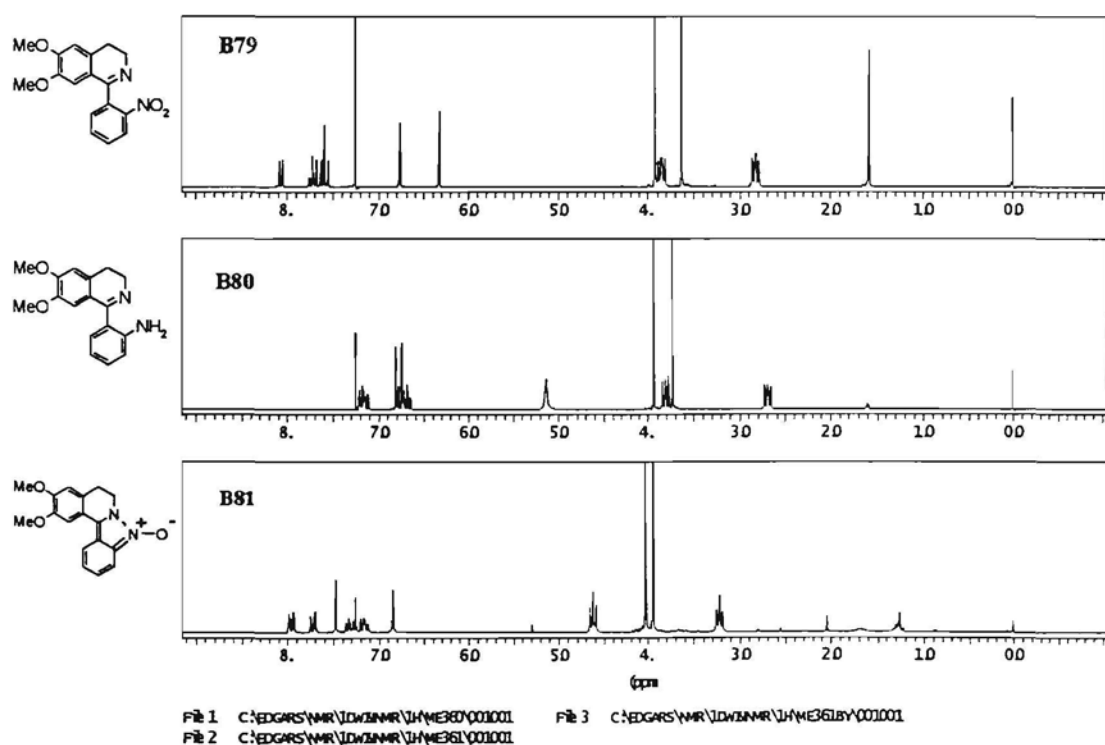 B79
MeO
MeO
N
NO2
8. 7.0 6.0 5.0 4. 3.0 2.0 1.0 0.0
B80
MeO
MeO
N
NH2
8. 7.0 6.0 5.0 4. 3.0 2.0 1.0 0.0
B81
MeO
MeO
N
+
N
O
-
8. 7.0 6.0 5.0 4. 3.0 2.0 1.0 0.0
(ppm
File 1 C:\EDGARS\NMR\1DWINNMR\1H\ME360\001001 File 3 C:\EDGARS\NMR\1DWINNMR\1H\ME361BY\001001
File 2 C:\EDGARS\NMR\1DWINNMR\1H\ME361\001001